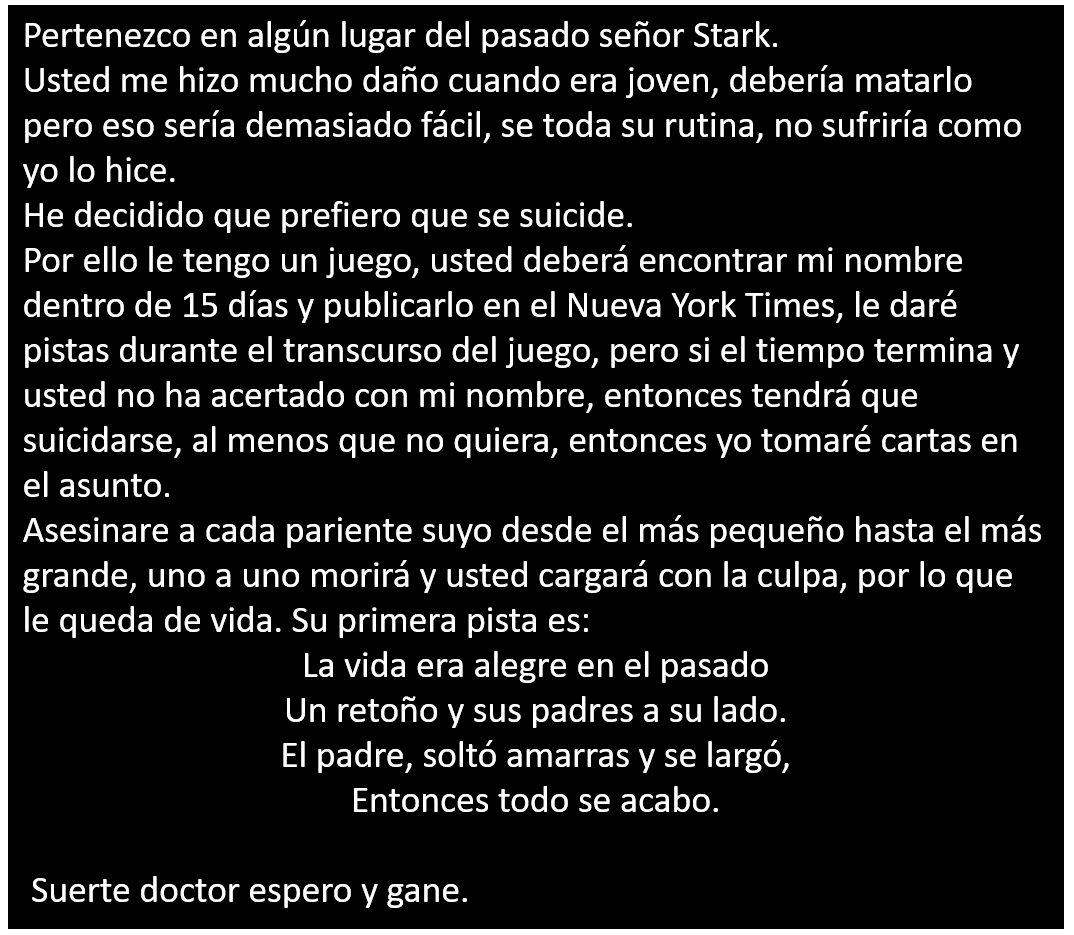 Pertenezco en algún lugar del pasado señor Stark.
Usted me hizo mucho daño cuando era joven, debería matarlo
pero eso sería demasiado fácil, se toda su rutina, no sufriría como
yo lo hice.
He decidido que prefiero que se suicide.
Por ello le tengo un juego, usted deberá encontrar mi nombre
dentro de 15 días y publicarlo en el Nueva York Times, le daré
pistas durante el transcurso del juego, pero si el tiempo termina y
usted no ha acertado con mi nombre, entonces tendrá que
suicidarse, al menos que no quiera, entonces yo tomaré cartas en
el asunto.
Asesinare a cada pariente suyo desde el más pequeño hasta el más
grande, uno a uno morirá y usted cargará con la culpa, por lo que
le queda de vida. Su primera pista es:
La vida era alegre en el pasado
Un retoño y sus padres a su lado.
El padre, soltó amarras y se largó,
Entonces todo se acabo.
Suerte doctor espero y gane.